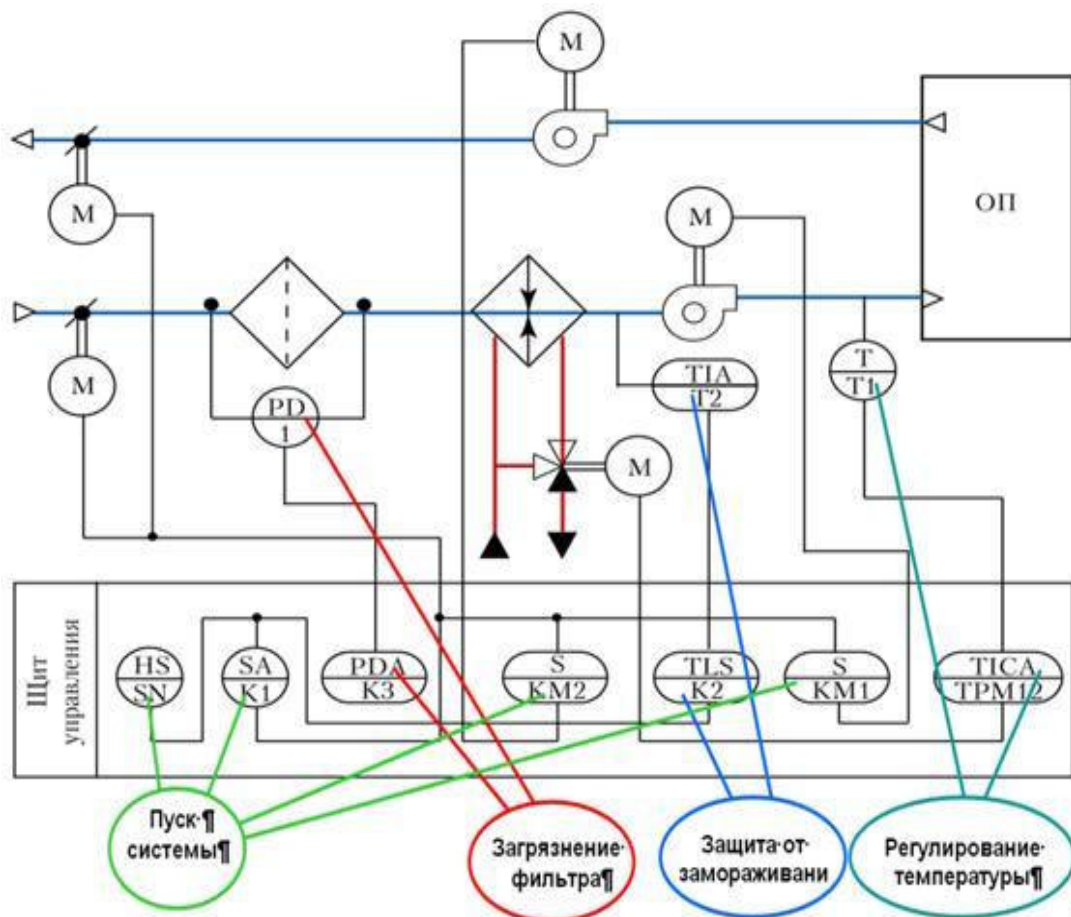 M
M
M
ОП
M
T
T1
TIA
T2
PD
1
M
Щит
управления
HS
SN
SA
K1
PDA
K3
S
KM2
TLS
K2
S
KM1
TICA
TPM12
Пуск·¶
системы¶
Загрязнение·
фильтра¶
Защита·от·
замораживани
Регулирование·
температуры¶